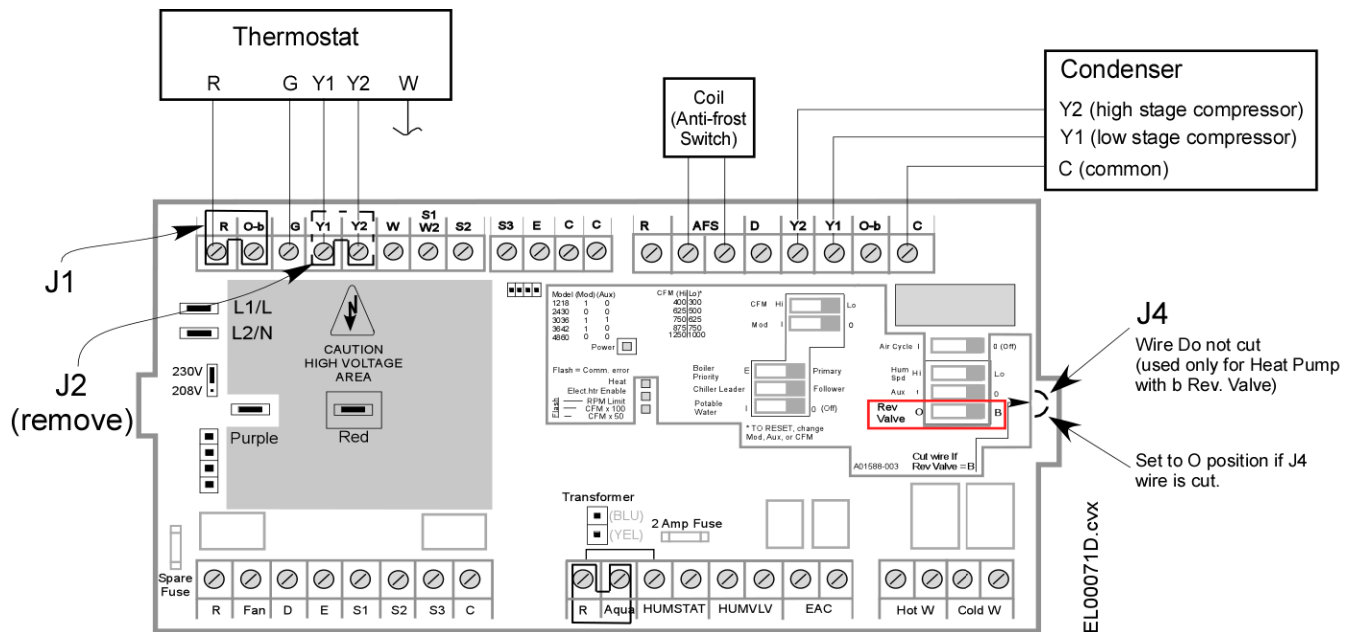 Thermostat
R G Y1 Y2 W
Coil
(Anti-frost
Switch)
Condenser
Y2 (high stage compressor)
Y1 (low stage compressor)
C (common)
J1
R O-b G Y1 Y2 W S1 W2 S2 S3 E C C
R AFS D Y2 Y1 O-b C
L1/L
L2/N
230V
208V
J2
(remove)
CAUTION
HIGH VOLTAGE
AREA
Purple
Red
Model (Mod) (Aux) CFM (Hi Lo)*
1218 1 0 400 300
2430 0 0 625 500
3036 1 1 750 625
3642 1 0 875 750
4860 0 0 1250 1000
Power
Flash = Comm. error
Heat
Elect.htr Enable
Flash
RPM Limit
CFM x 100
CFM x 50
CFM Hi Lo
Mod I 0
Boiler
Priority E Primary
Chiller Leader Follower
Potable
Water I 0 (Off)
* TO RESET, change
Mod, Aux, or CFM
Air Cycle I 0 (Off)
Hum
Spd Hi Lo
Aux 1 0
Rev
Valve O B
A01588-003
Cut wire If
Rev Valve = B
J4
Wire Do not cut
(used only for Heat Pump
with b Rev. Valve)
Set to O position if J4
wire is cut.
Transformer
(BLU)
(YEL)
2 Amp Fuse
Spare
Fuse
R Fan D E S1 S2 S3 C
R Aqua HUMSTAT HUMVLV EAC
Hot W Cold W
EL00071D.cvx